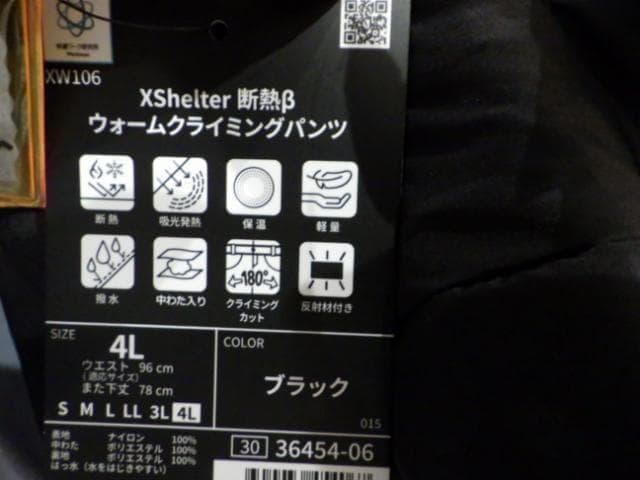 XW106
XShelter 断熱β
ウォームクライミングパンツ
断熱 吸光発熱 保温 軽量
180°
撥水 中わた入り クライミングカット 反射材付き
SIZE
4L
ウエスト 96 cm
(適応サイズ)
また下丈 78 cm
S M L LL 3L 4L
COLOR
ブラック
015
表地 ナイロン 100%
中わた ポリエステル 100%
裏地 ポリエステル 100%
はっ水(水をはじきやすい)
30 36454-06